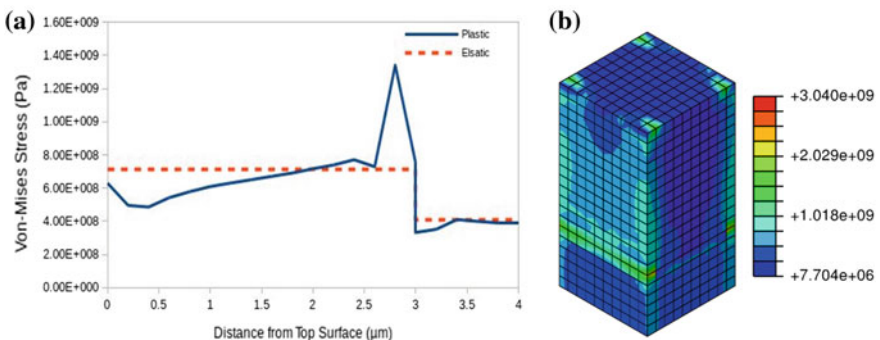 (a)
Von-Mises Stress (Pa)
1.60E+009
1.40E+009
1.20E+009
1.00E+009
8.00E+008
6.00E+008
4.00E+008
2.00E+008
0.00E+000
Plastic
Elsatic
0 0.5 1 1.5 2 2.5 3 3.5 4
Distance from Top Surface (µm)
(b)
+3.040e+09
+2.029e+09
+1.018e+09
+7.704e+06